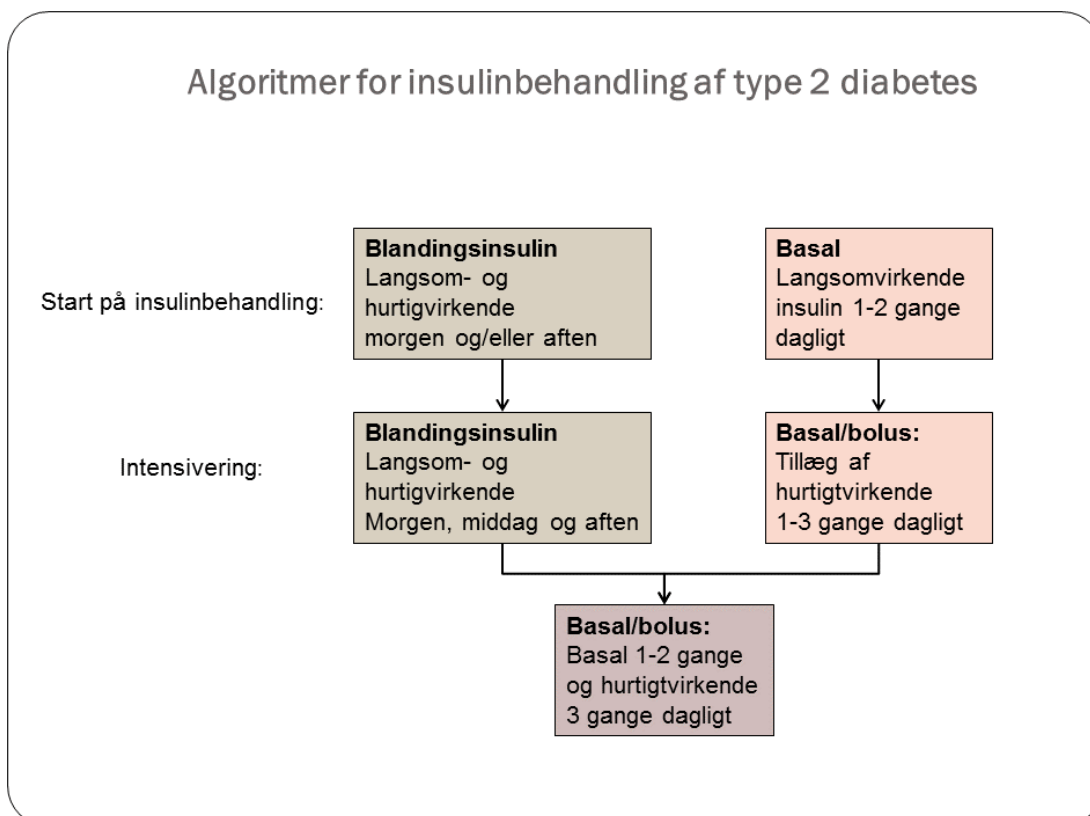 Algoritmer for insulinbehandling af type 2 diabetes
Start på insulinbehandling:
Blandingsinsulin
Langsom- og
hurtigvirkende
morgen og/eller aften
Basal
Langsomvirkende
insulin 1-2 gange
dagligt
Intensivering:
Blandingsinsulin
Langsom- og
hurtigvirkende
Morgen, middag og aften
Basal/bolus:
Tillæg af
hurtigtvirkende
1-3 gange dagligt
Basal/bolus:
Basal 1-2 gange
og hurtigtvirkende
3 gange dagligt